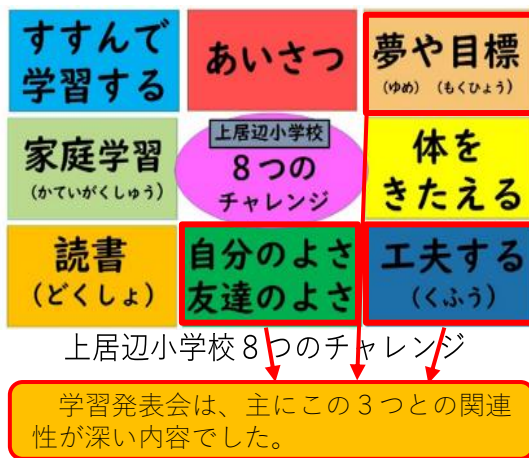 すすんで
学習する
あいさつ
夢や目標
(ゆめ) (もくひょう)
家庭学習
(かていがくしゅう)
上居辺小学校
8つの
チャレンジ
体を
きたえる
読書
(どくしょ)
自分のよさ
友達のよさ
工夫する
(くふう)
上居辺小学校8つのチャレンジ
学習発表会は、主にこの3つとの関連
性が深い内容でした。